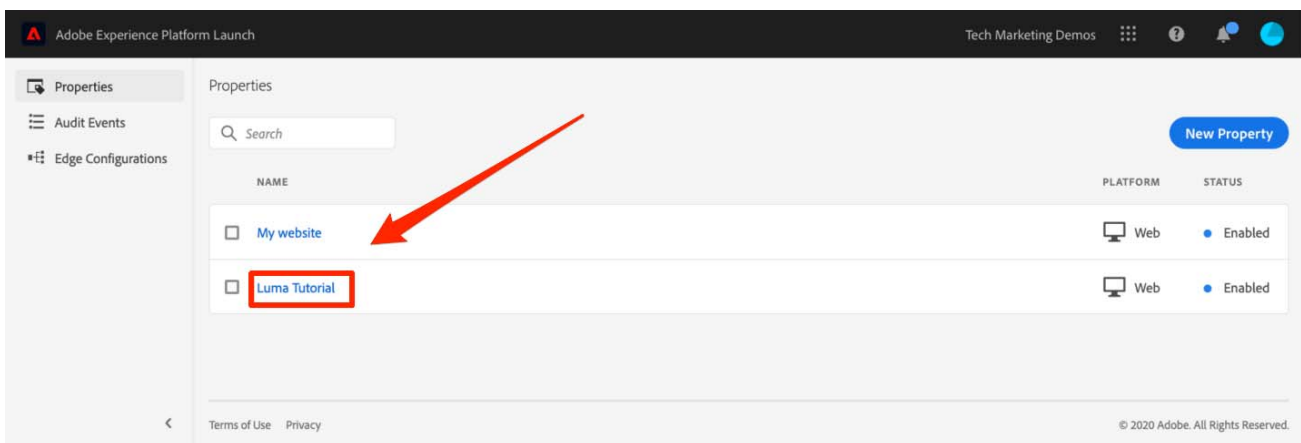 Adobe Experience Platform Launch
Tech Marketing Demos
Properties
Audit Events
Edge Configurations
Properties
Search
New Property
NAME PLATFORM STATUS
My website Web Enabled
Luma Tutorial Web Enabled
Terms of Use Privacy
© 2020 Adobe. All Rights Reserved.